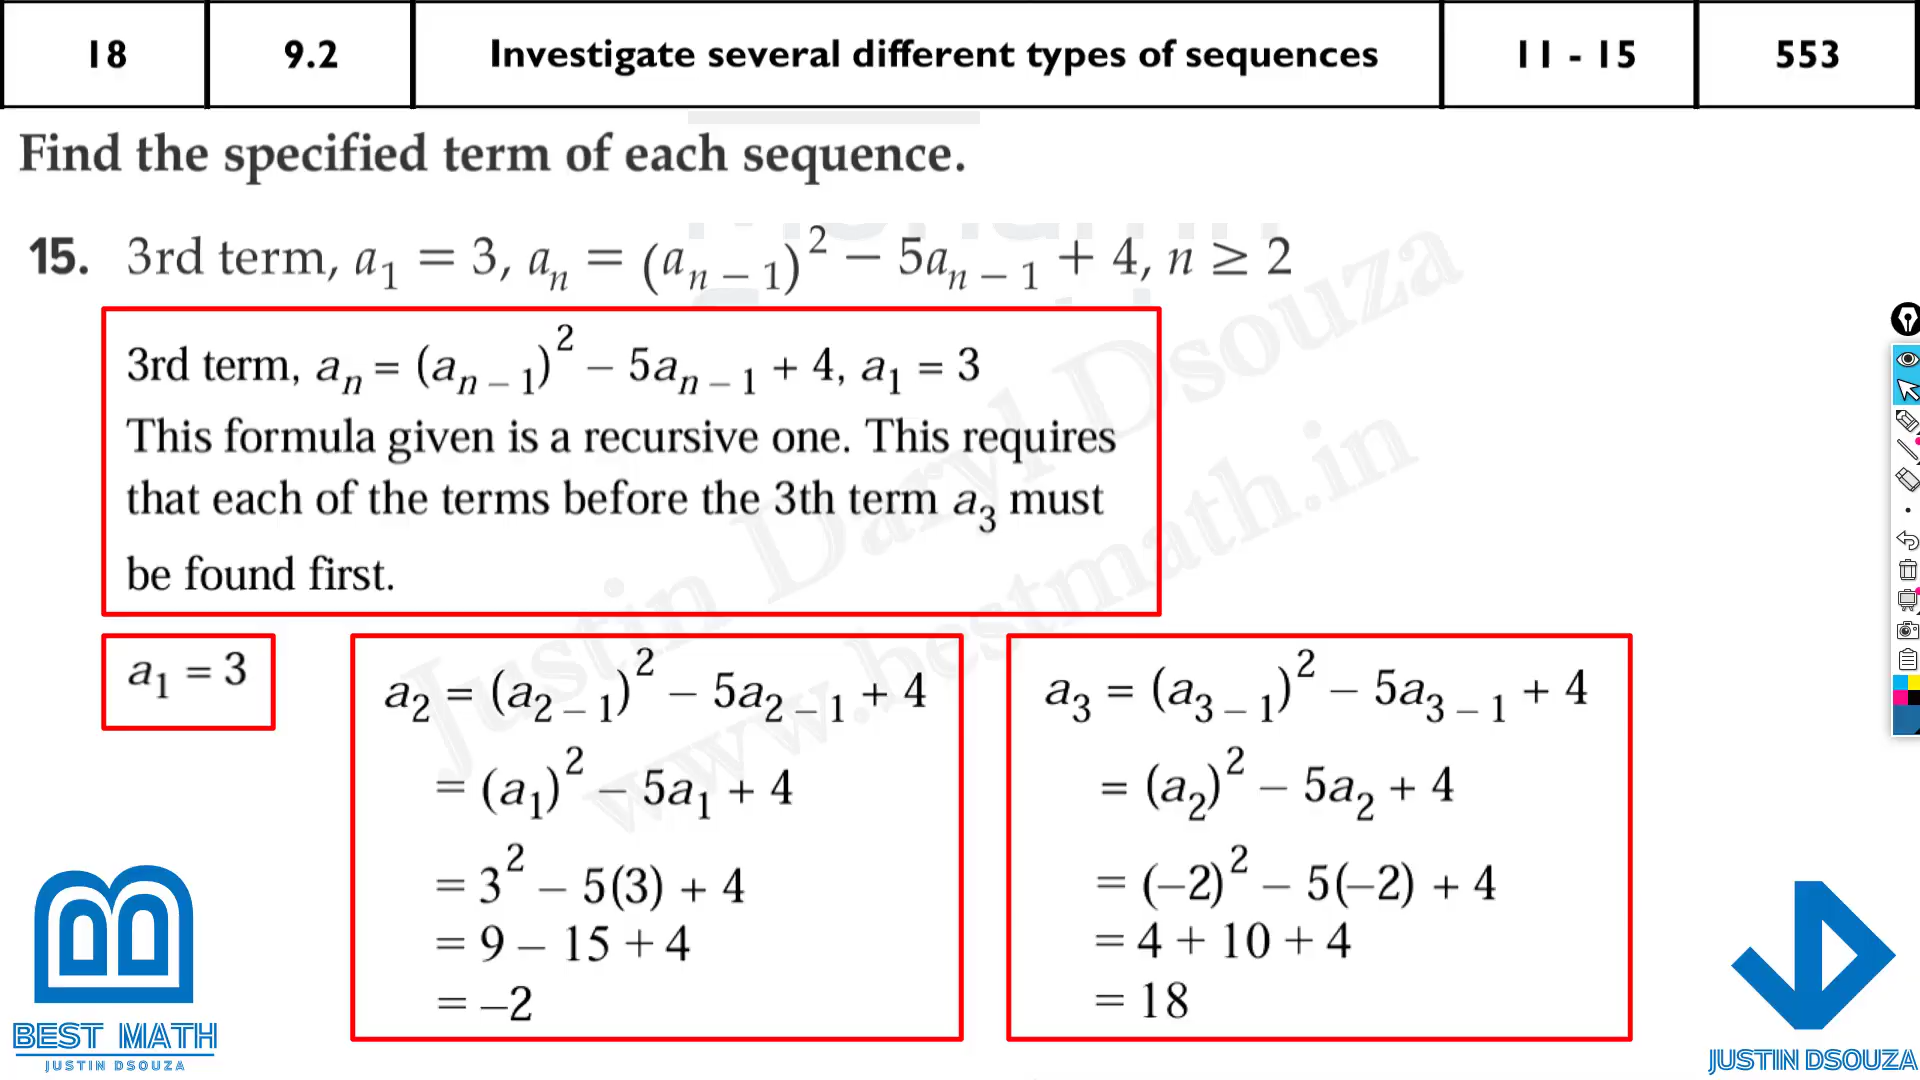 18 9.2 Investigate several different types of sequences 11 - 15 553
Find the specified term of each sequence.
15. 3rd term, a₁ = 3, aₙ = (aₙ₋₁)² − 5aₙ₋₁ + 4, n ≥ 2
3rd term, aₙ = (aₙ₋₁)² − 5aₙ₋₁ + 4, a₁ = 3
This formula given is a recursive one. This requires
that each of the terms before the 3th term a₃ must
be found first.
a₁ = 3
a₂ = (a₂₋₁)² − 5a₂₋₁ + 4
= (a₁)² − 5a₁ + 4
= 3² − 5(3) + 4
= 9 − 15 + 4
= −2
a₃ = (a₃₋₁)² − 5a₃₋₁ + 4
= (a₂)² − 5a₂ + 4
= (−2)² − 5(−2) + 4
= 4 + 10 + 4
= 18
Justin Daryl Dsouza
www.bestmath.in
BEST MATH
JUSTIN DSOUZA
JUSTIN DSOUZA